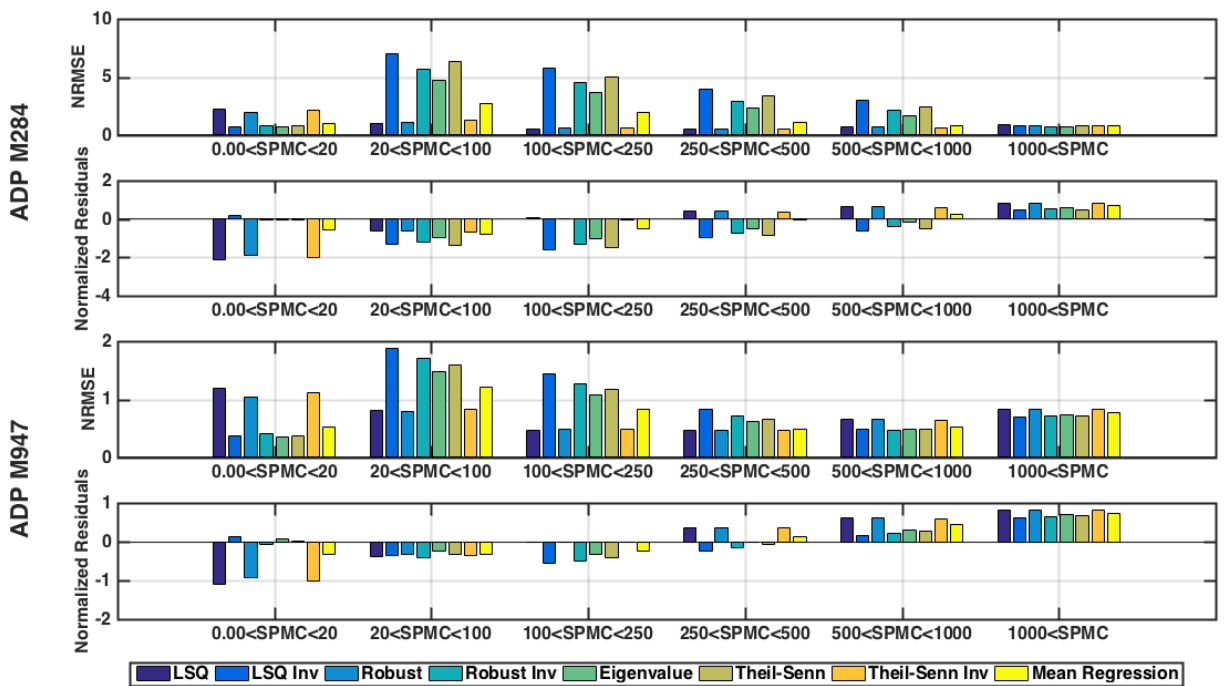 ADP M284
NRMSE
10
5
0
0.00<SPMC<20 20<SPMC<100 100<SPMC<250 250<SPMC<500 500<SPMC<1000 1000<SPMC
Normalized Residuals
2
0
-2
-4
0.00<SPMC<20 20<SPMC<100 100<SPMC<250 250<SPMC<500 500<SPMC<1000 1000<SPMC
ADP M947
NRMSE
2
1
0
0.00<SPMC<20 20<SPMC<100 100<SPMC<250 250<SPMC<500 500<SPMC<1000 1000<SPMC
Normalized Residuals
1
0
-1
-2
0.00<SPMC<20 20<SPMC<100 100<SPMC<250 250<SPMC<500 500<SPMC<1000 1000<SPMC
LSQ LSQ Inv Robust Robust Inv Eigenvalue Theil-Senn Theil-Senn Inv Mean Regression